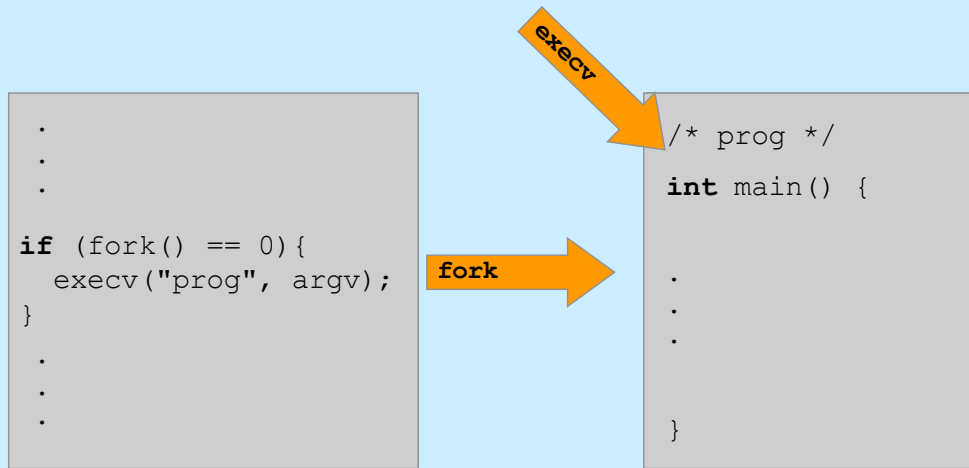 execv
.
.
.
if (fork() == 0){
  execv("prog", argv);
}
.
.
.
fork
/* prog */
int main() {
.
.
.
}